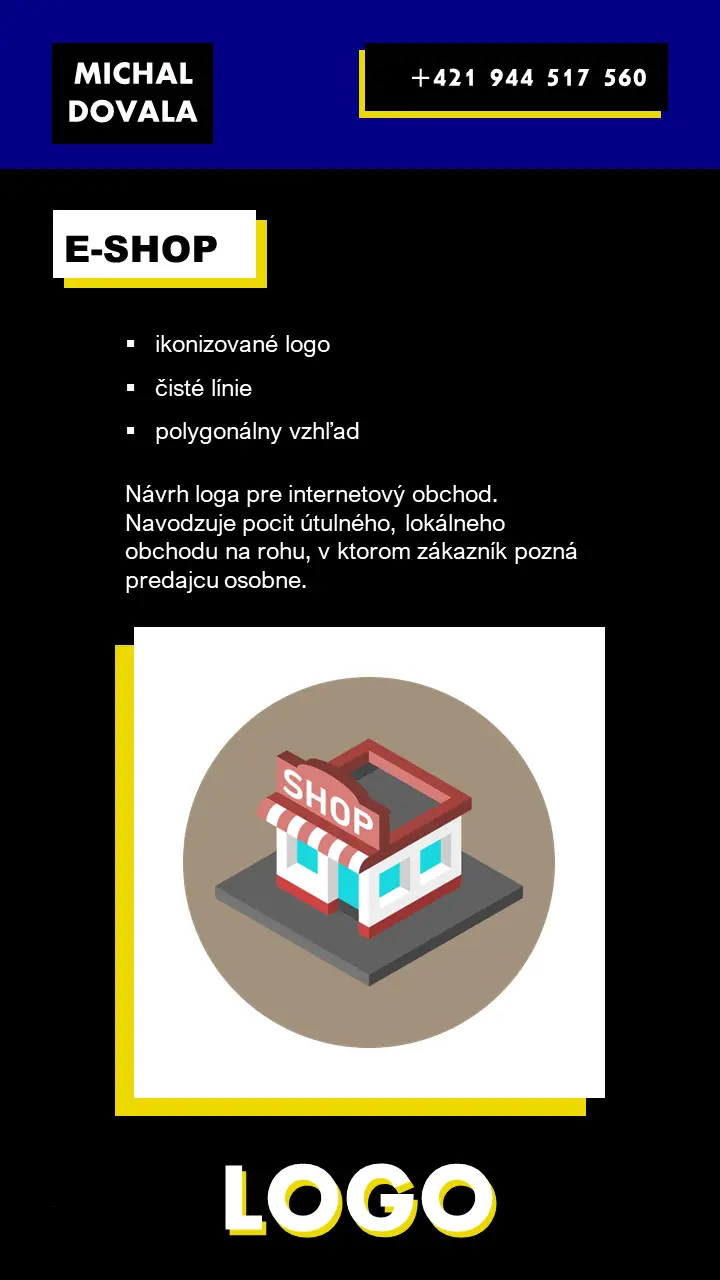 MICHAL
DOVALA
+421 944 517 560
E-SHOP
▪ ikonizované logo
▪ čisté línie
▪ polygonálny vzhľad
Návrh loga pre internetový obchod.
Navodzuje pocit útulného, lokálneho
obchodu na rohu, v ktorom zákazník pozná
predajcu osobne.
SHOP
LOGO